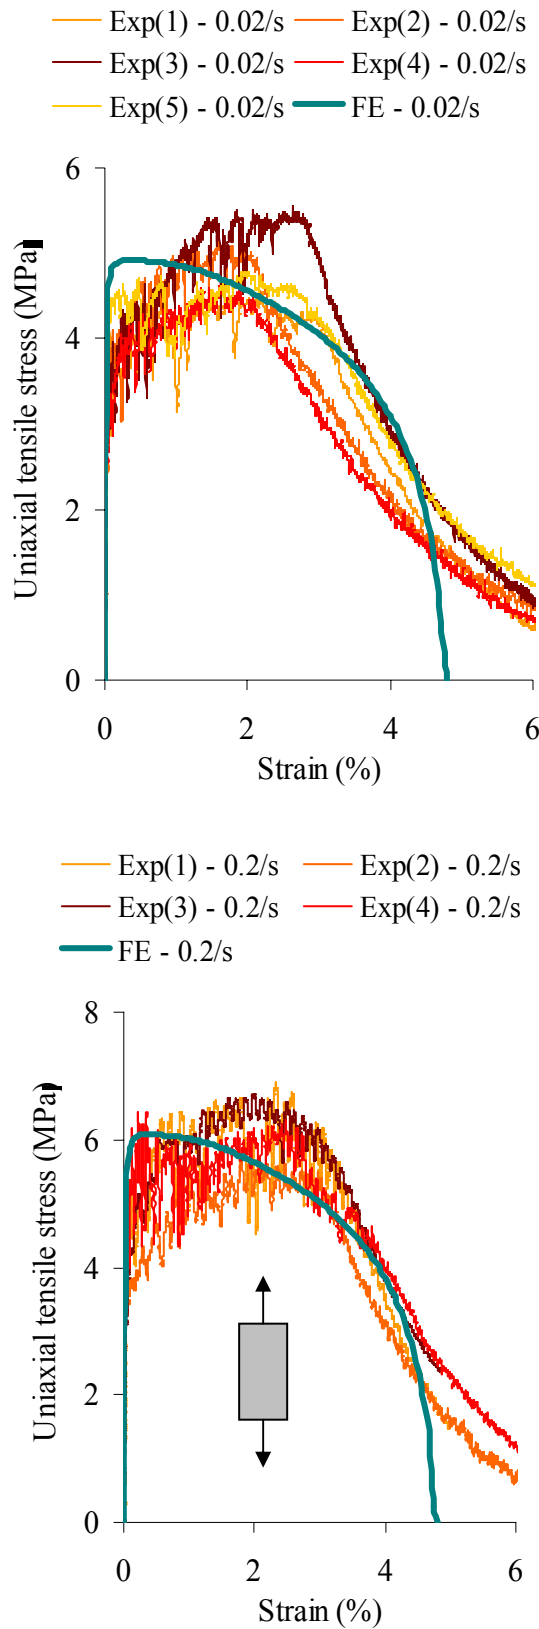 Exp(1) - 0.02/s Exp(2) - 0.02/s
Exp(3) - 0.02/s Exp(4) - 0.02/s
Exp(5) - 0.02/s FE - 0.02/s
6
4
2
0
Uniaxial tensile stress (MPa)
0 2 4 6
Strain (%)
Exp(1) - 0.2/s Exp(2) - 0.2/s
Exp(3) - 0.2/s Exp(4) - 0.2/s
FE - 0.2/s
8
6
4
2
0
Uniaxial tensile stress (MPa)
0 2 4 6
Strain (%)